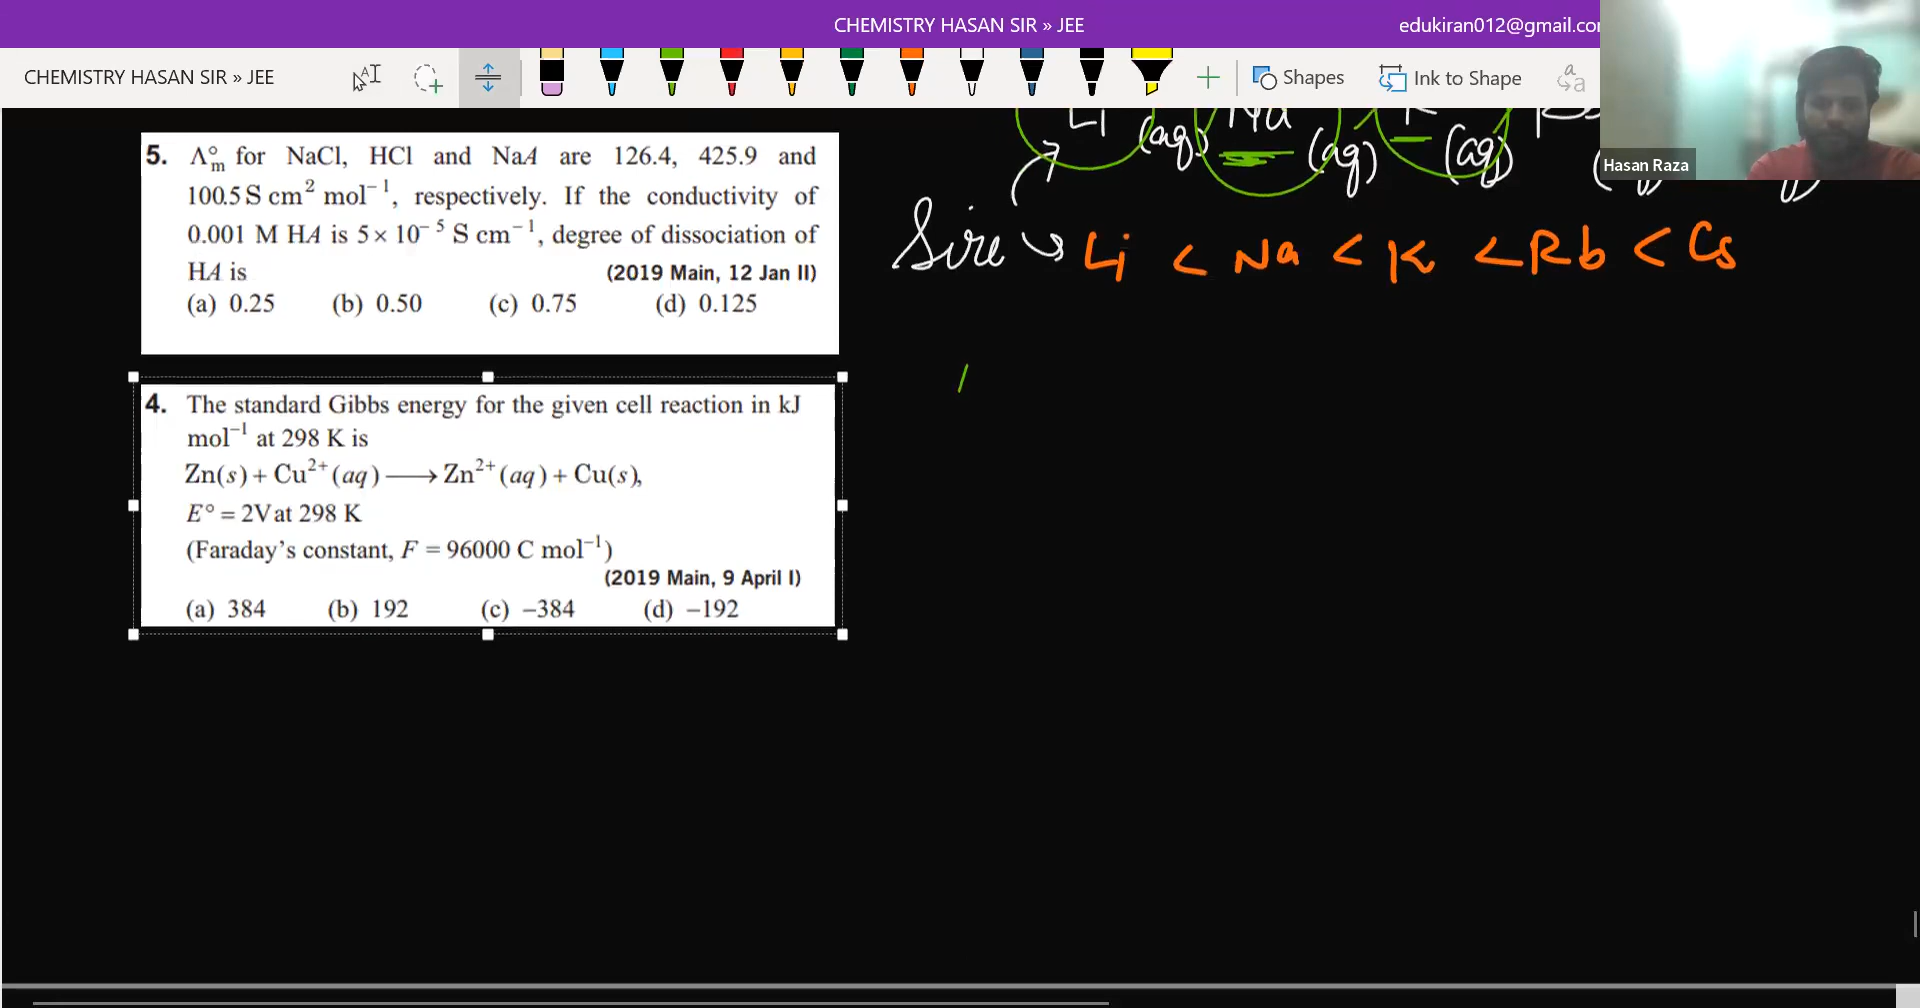 CHEMISTRY HASAN SIR » JEE
edukiran012@gmail.co
CHEMISTRY HASAN SIR » JEE
Shapes
Ink to Shape
Hasan Raza
5. Λ°m for NaCl, HCl and NaA are 126.4, 425.9 and
100.5 S cm² mol⁻¹, respectively. If the conductivity of
0.001 M HA is 5 × 10⁻⁵ S cm⁻¹, degree of dissociation of
HA is (2019 Main, 12 Jan II)
(a) 0.25 (b) 0.50 (c) 0.75 (d) 0.125
4. The standard Gibbs energy for the given cell reaction in kJ
mol⁻¹ at 298 K is
Zn(s) + Cu²⁺(aq) ⟶ Zn²⁺(aq) + Cu(s),
E° = 2V at 298 K
(Faraday's constant, F = 96000 C mol⁻¹)
(2019 Main, 9 April I)
(a) 384 (b) 192 (c) –384 (d) –192
Li (aq) Na (aq) (aq)
Size → Li < Na < K < Rb < Cs